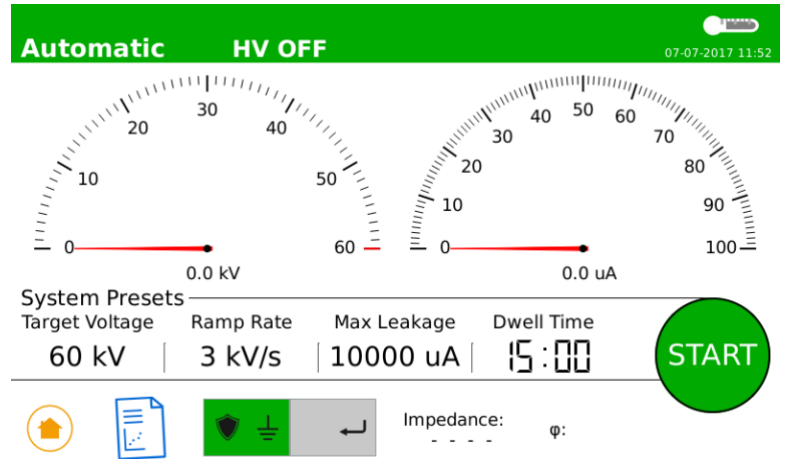 Automatic HV OFF
07-07-2017 11:52
0 10 20 30 40 50 60
0.0 kV
0 10 20 30 40 50 60 70 80 90 100
0.0 uA
System Presets
Target Voltage Ramp Rate Max Leakage Dwell Time
60 kV 3 kV/s 10000 uA 15:00
START
Impedance: φ:
- - - -